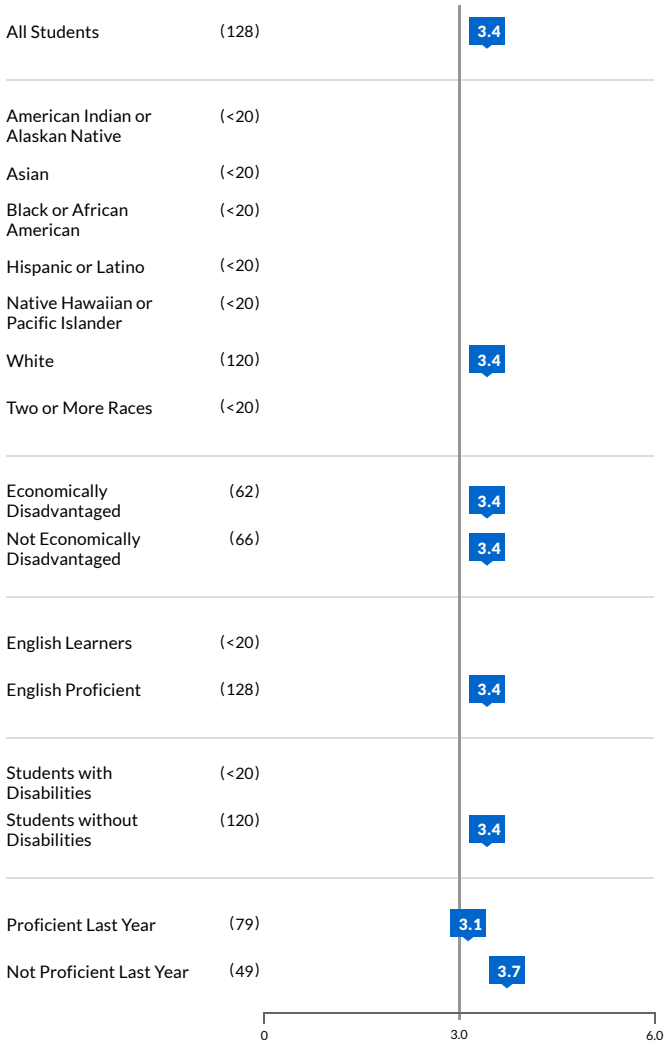 All Students (128) 3.4
American Indian or (<20)
Alaskan Native
Asian (<20)
Black or African (<20)
American
Hispanic or Latino (<20)
Native Hawaiian or (<20)
Pacific Islander
White (120) 3.4
Two or More Races (<20)
Economically (62) 3.4
Disadvantaged
Not Economically (66) 3.4
Disadvantaged
English Learners (<20)
English Proficient (128) 3.4
Students with (<20)
Disabilities
Students without (120) 3.4
Disabilities
Proficient Last Year (79) 3.1
Not Proficient Last Year (49) 3.7
0 3.0 6.0